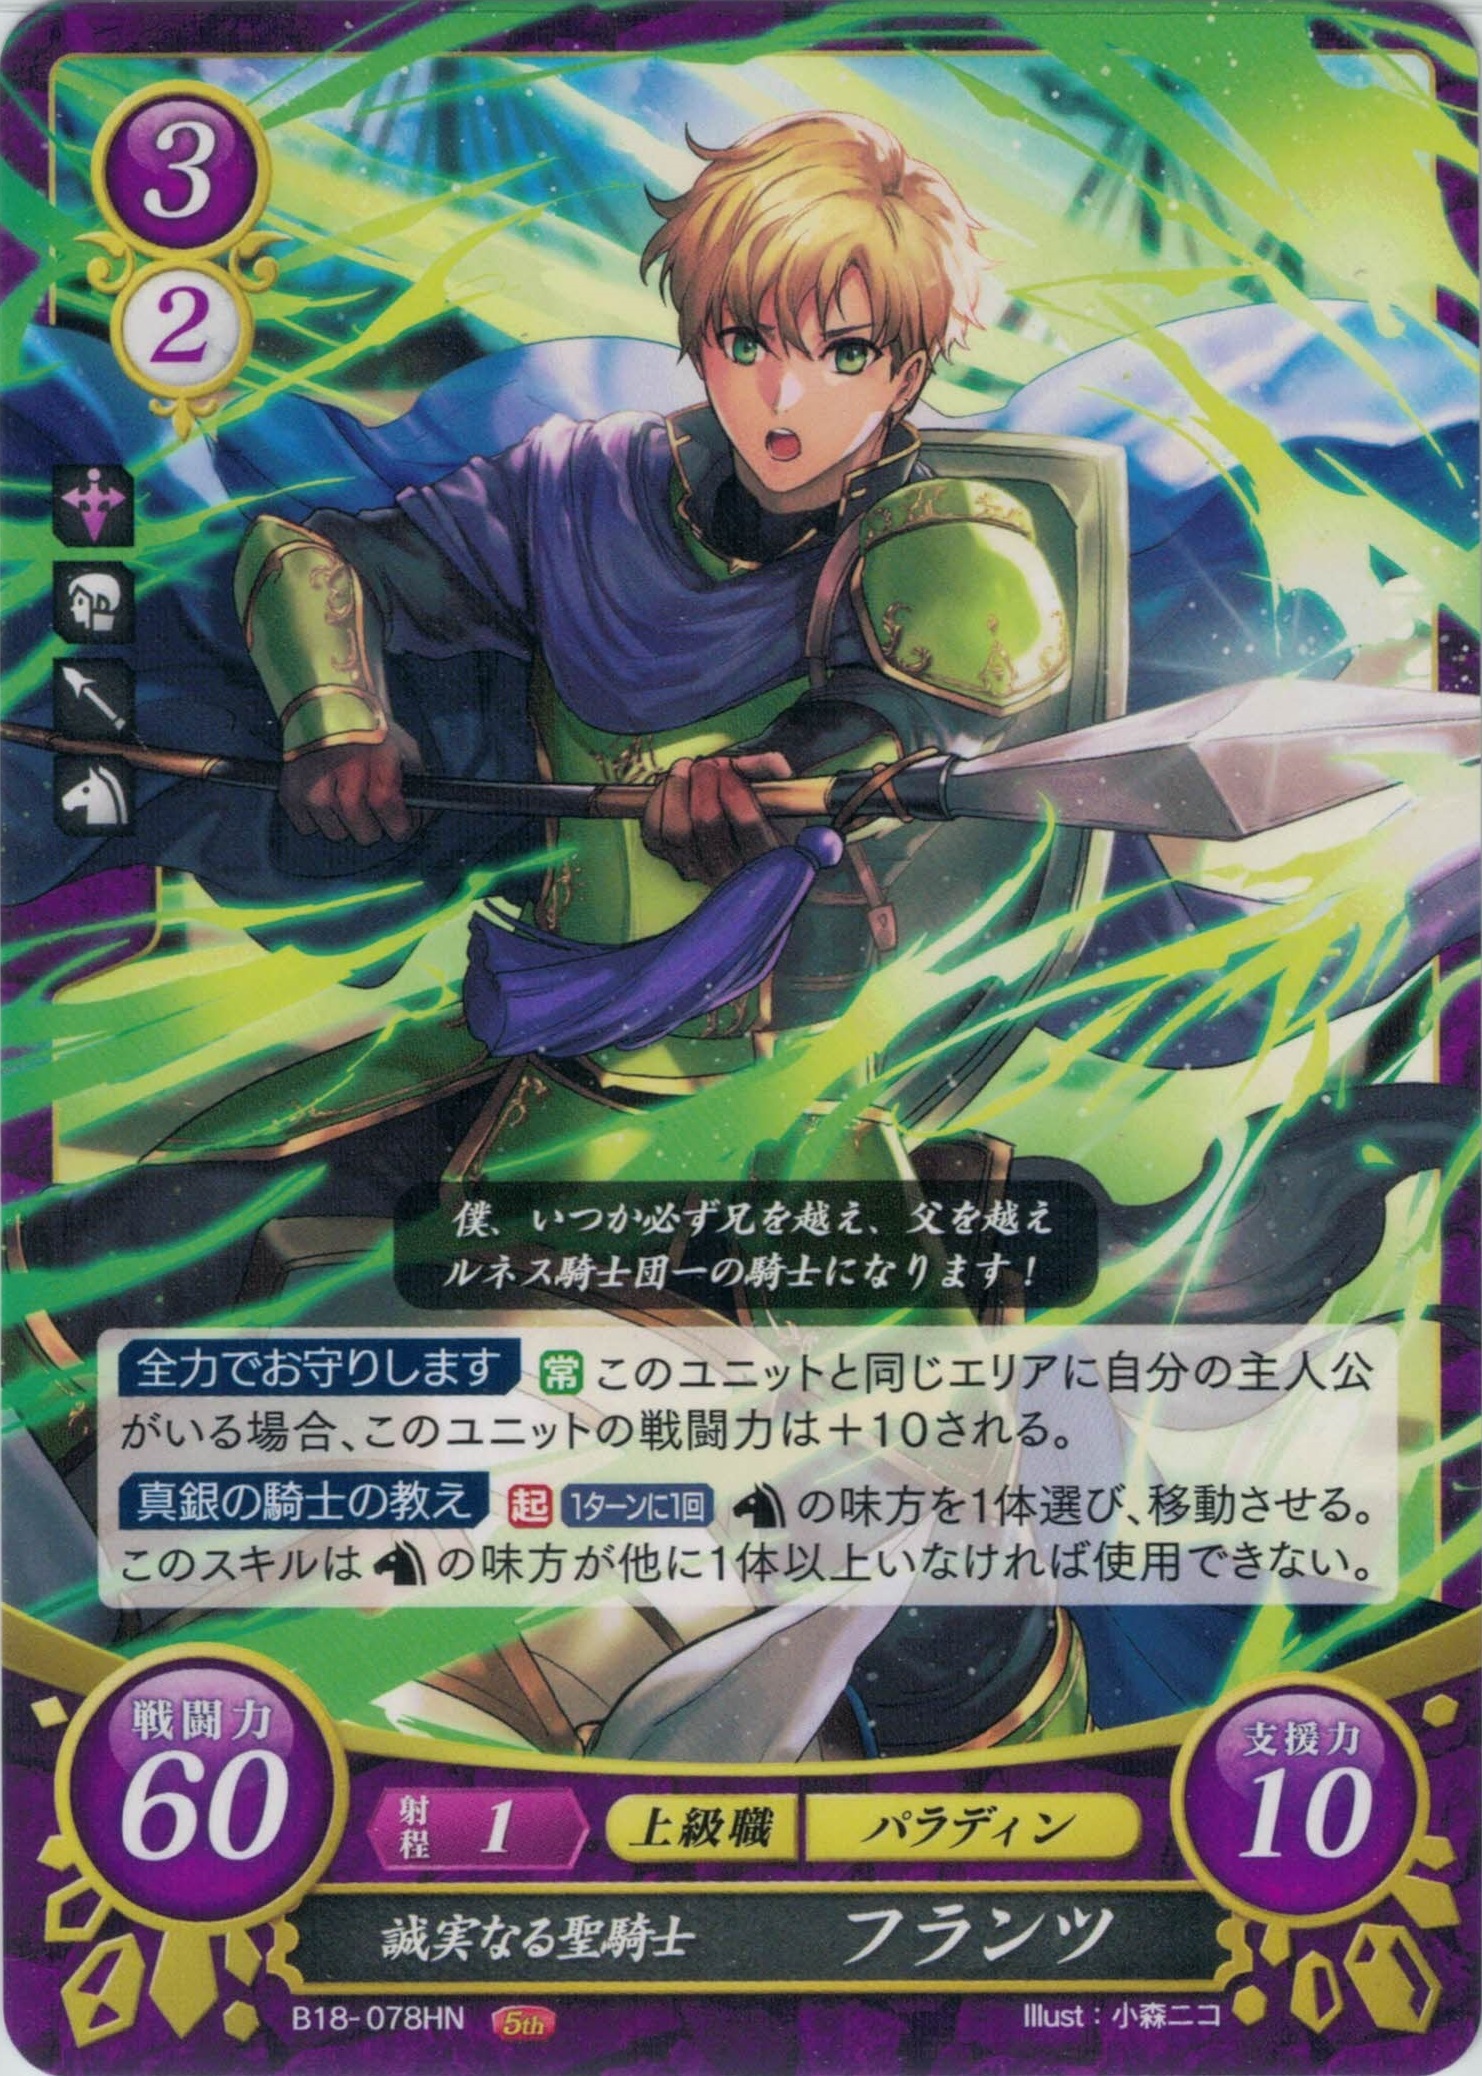 3
2
僕、いつか必ず兄を越え、父を越え
ルネス騎士団一の騎士になります!
全力でお守りします 常 このユニットと同じエリアに自分の主人公
がいる場合、このユニットの戦闘力は+10される。
真銀の騎士の教え 起 1ターンに1回 の味方を1体選び、移動させる。
このスキルは の味方が他に1体以上いなければ使用できない。
戦闘力
60
射程 1
上級職 パラディン
支援力
10
誠実なる聖騎士 フランツ
B18-078HN 5th
Illust:小森ニコ